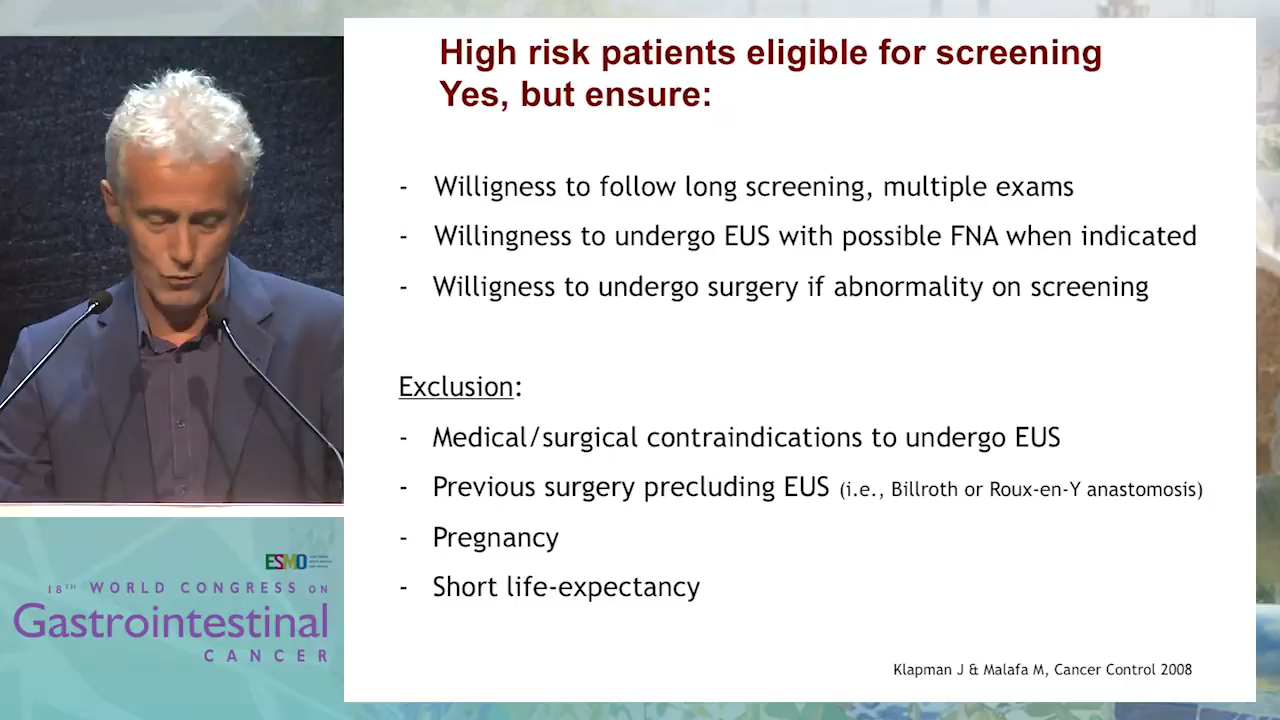 High risk patients eligible for screening
Yes, but ensure:
- Willigness to follow long screening, multiple exams
- Willingness to undergo EUS with possible FNA when indicated
- Willigness to undergo surgery if abnormality on screening
Exclusion:
- Medical/surgical contraindications to undergo EUS
- Previous surgery precluding EUS (i.e., Billroth or Roux-en-Y anastomosis)
- Pregnancy
- Short life-expectancy
Klapman J & Malafa M, Cancer Control 2008
ESMO
18TH WORLD CONGRESS ON
Gastrointestinal
CANCER